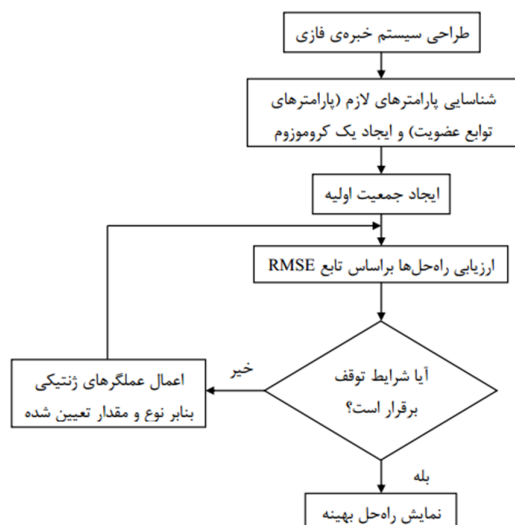 طراحی سیستم خبره‌ی فازی
شناسایی پارامترهای لازم (پارامترهای
توابع عضویت) و ایجاد یک کروموزوم
ایجاد جمعیت اولیه
ارزیابی راه‌حل‌ها براساس تابع RMSE
آیا شرایط توقف
برقرار است؟
خیر
اعمال عملگرهای ژنتیکی
بنابر نوع و مقدار تعیین شده
بله
نمایش راه‌حل بهینه